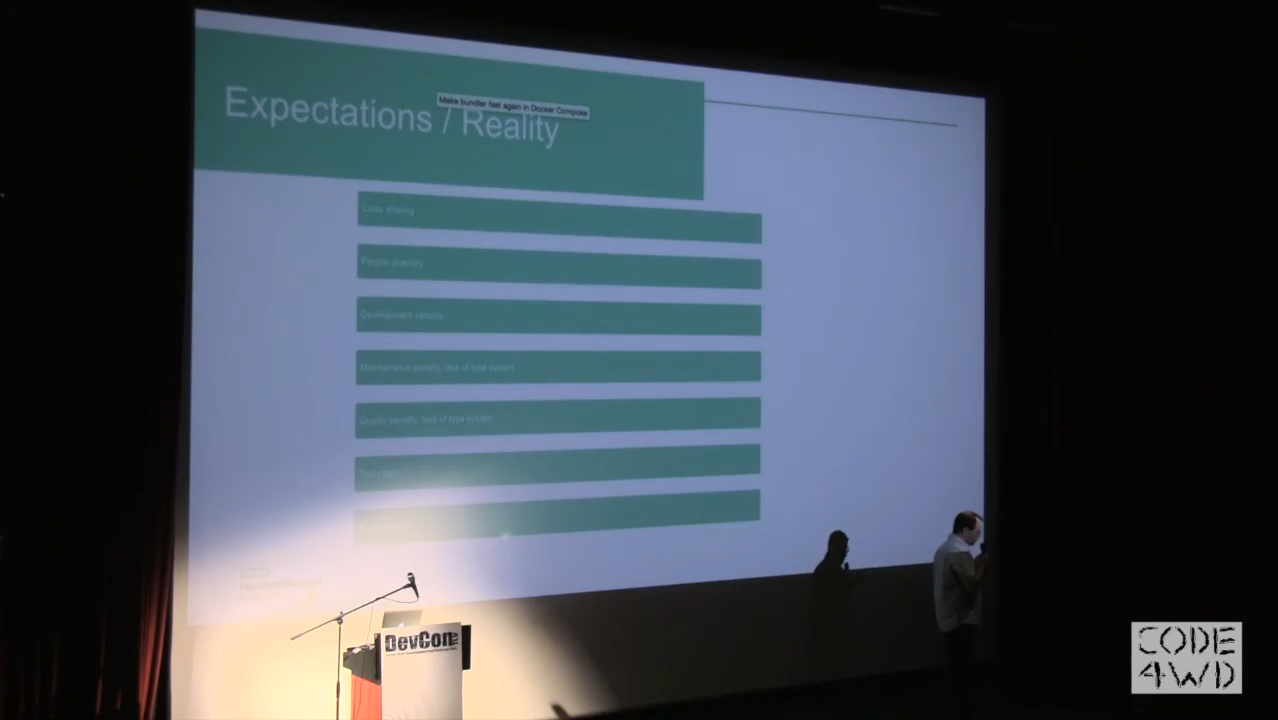 Make bundler fast again in Docker Compose
Expectations / Reality
Code sharing
People diversity
Development velocity
Maintenance penalty, lack of type system
Quality penalty, lack of type system
DevCon
CODE
4WD